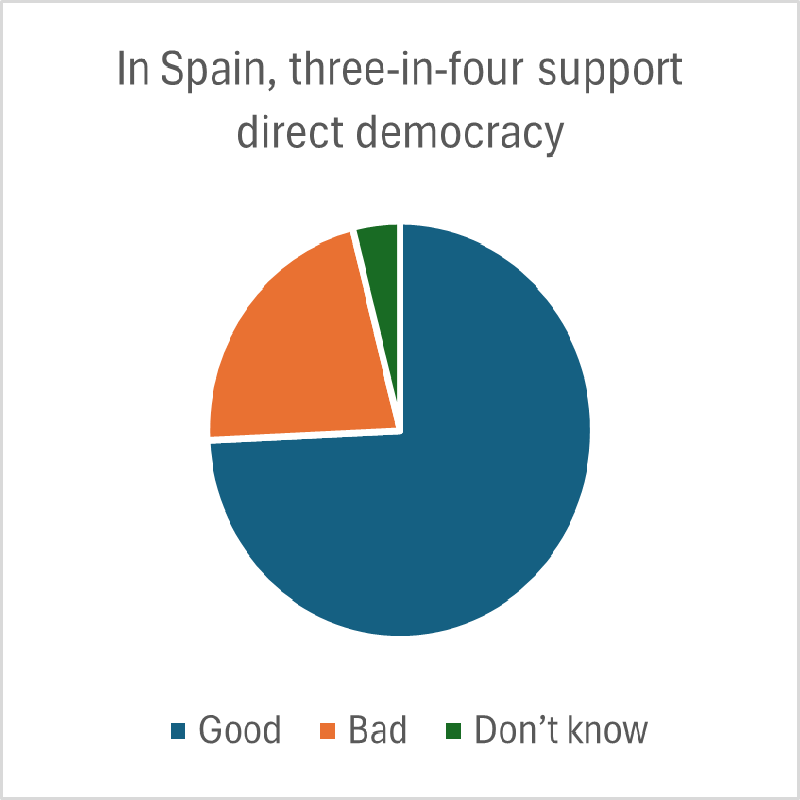 In Spain, three-in-four support
direct democracy
Good Bad Don’t know